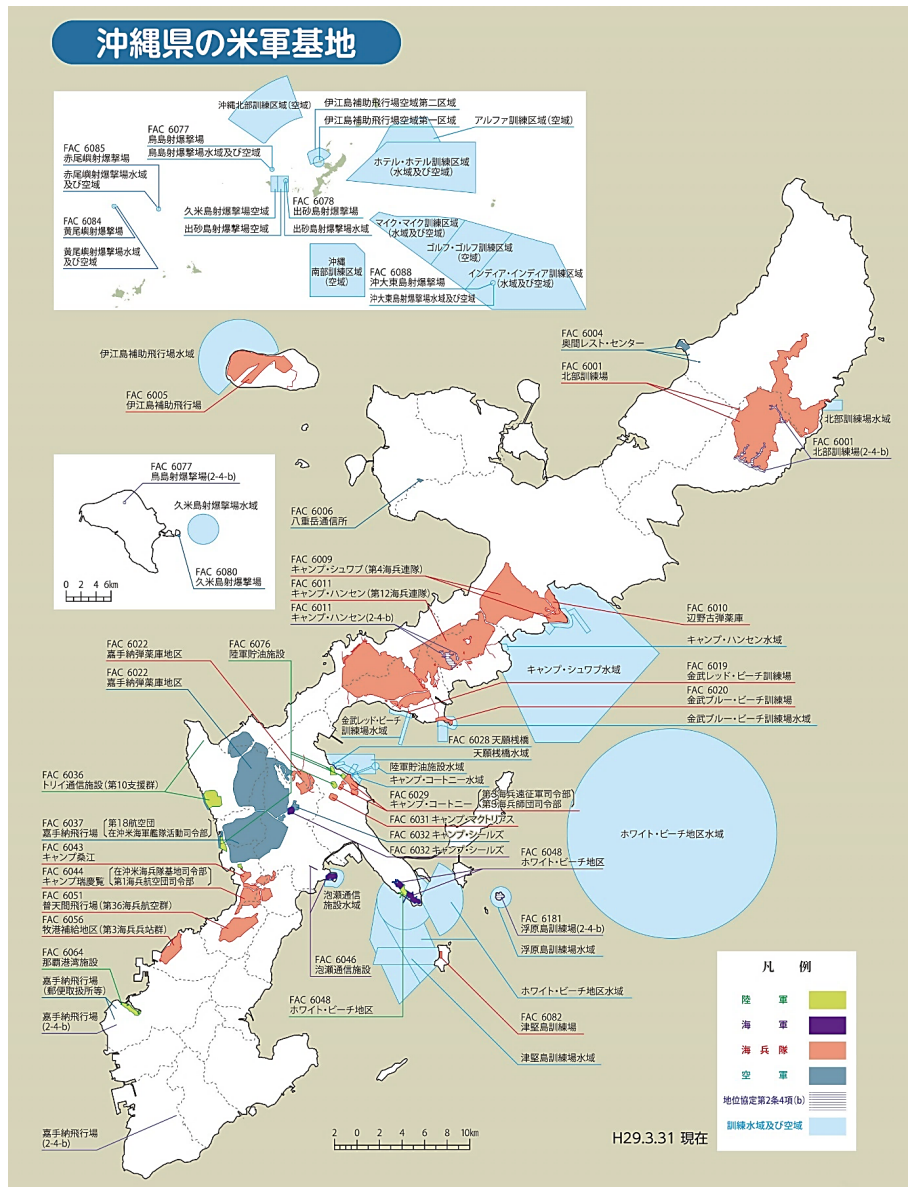 沖縄県の米軍基地
沖縄北部訓練区域(空域)
伊江島補助飛行場空域第二区域
伊江島補助飛行場空域第一区域
アルファ訓練区域(空域)
FAC 6077
鳥島射爆撃場
鳥島射爆撃場水域及び空域
FAC 6085
赤尾嶼射爆撃場
赤尾嶼射爆撃場水域
及び空域
ホテル・ホテル訓練区域
(水域及び空域)
FAC 6078
出砂島射爆撃場
久米島射爆撃場空域
出砂島射爆撃場空域
出砂島射爆撃場水域
FAC 6084
黄尾嶼射爆撃場
黄尾嶼射爆撃場水域
及び空域
マイク・マイク訓練区域
(水域及び空域)
ゴルフ・ゴルフ訓練区域
(空域)
沖縄
南部訓練区域
(空域)
FAC 6088
沖大東島射爆撃場
沖大東島射爆撃場水域及び空域
インディア・インディア訓練区域
(水域及び空域)
伊江島補助飛行場水域
FAC 6005
伊江島補助飛行場
FAC 6004
奥間レスト・センター
FAC 6001
北部訓練場
北部訓練場水域
FAC 6001
北部訓練場(2-4-b)
FAC 6077
鳥島射爆撃場(2-4-b)
久米島射爆撃場水域
FAC 6080
久米島射爆撃場
0 2 4 6km
FAC 6006
八重岳通信所
FAC 6009
キャンプ・シュワブ(第4海兵連隊)
FAC 6011
キャンプ・ハンセン(第12海兵連隊)
FAC 6011
キャンプ・ハンセン(2-4-b)
FAC 6010
辺野古弾薬庫
キャンプ・ハンセン水域
キャンプ・シュワブ水域
FAC 6019
金武レッド・ビーチ訓練場
FAC 6020
金武ブルー・ビーチ訓練場
金武ブルー・ビーチ訓練場水域
金武レッド・ビーチ
訓練場水域
FAC 6022
嘉手納弾薬庫地区
FAC 6076
陸軍貯油施設
FAC 6022
嘉手納弾薬庫地区
FAC 6028 天願桟橋
天願桟橋水域
陸軍貯油施設水域
キャンプ・コートニー水域
FAC 6029
キャンプ・コートニー
第3海兵遠征軍司令部
第3海兵師団司令部
FAC 6031 キャンプ・マクトリアス
FAC 6032 キャンプ・シールズ
FAC 6032 キャンプ・シールズ
FAC 6036
トリイ通信施設(第10支援群)
FAC 6037
嘉手納飛行場
第18航空団
在沖米海軍艦隊活動司令部
FAC 6043
キャンプ桑江
FAC 6044
キャンプ瑞慶覧
在沖米海兵隊基地司令部
第1海兵航空団司令部
FAC 6051
普天間飛行場(第36海兵航空群)
FAC 6056
牧港補給地区(第3海兵兵站群)
FAC 6064
那覇港湾施設
嘉手納飛行場
(郵便取扱所等)
嘉手納飛行場
(2-4-b)
嘉手納飛行場
(2-4-b)
泡瀬通信
施設水域
FAC 6046
泡瀬通信施設
FAC 6048
ホワイト・ビーチ地区
FAC 6048
ホワイト・ビーチ地区
ホワイト・ビーチ地区水域
FAC 6181
浮原島訓練場(2-4-b)
浮原島訓練場水域
ホワイト・ビーチ地区水域
FAC 6082
津堅島訓練場
津堅島訓練場水域
2 0 2 4 6 8 10km
H29.3.31 現在
凡例
陸軍
海軍
海兵隊
空軍
地位協定第2条4項(b)
訓練水域及び空域